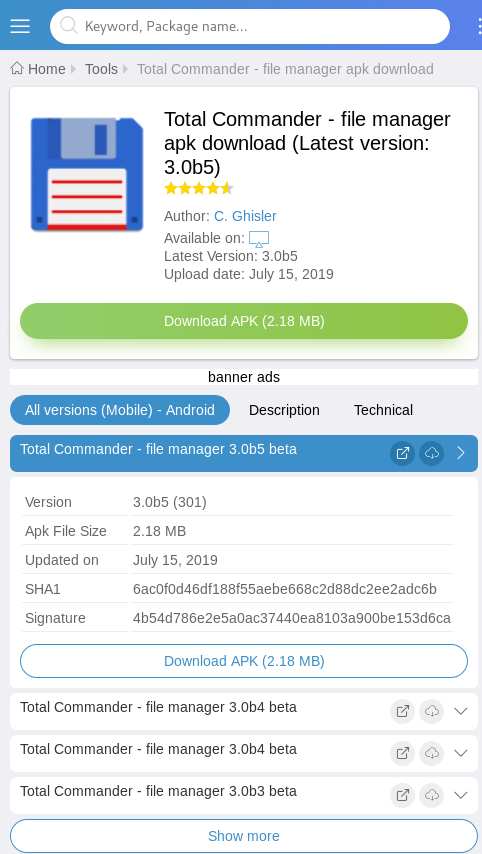 Keyword, Package name...
Home Tools Total Commander - file manager apk download
Total Commander - file manager
apk download (Latest version:
3.0b5)
Author: C. Ghisler
Available on:
Latest Version: 3.0b5
Upload date: July 15, 2019
Download APK (2.18 MB)
banner ads
All versions (Mobile) - Android Description Technical
Total Commander - file manager 3.0b5 beta
Version 3.0b5 (301)
Apk File Size 2.18 MB
Updated on July 15, 2019
SHA1 6ac0f0d46df188f55aebe668c2d88dc2ee2adc6b
Signature 4b54d786e2e5a0ac37440ea8103a900be153d6ca
Download APK (2.18 MB)
Total Commander - file manager 3.0b4 beta
Total Commander - file manager 3.0b4 beta
Total Commander - file manager 3.0b3 beta
Show more